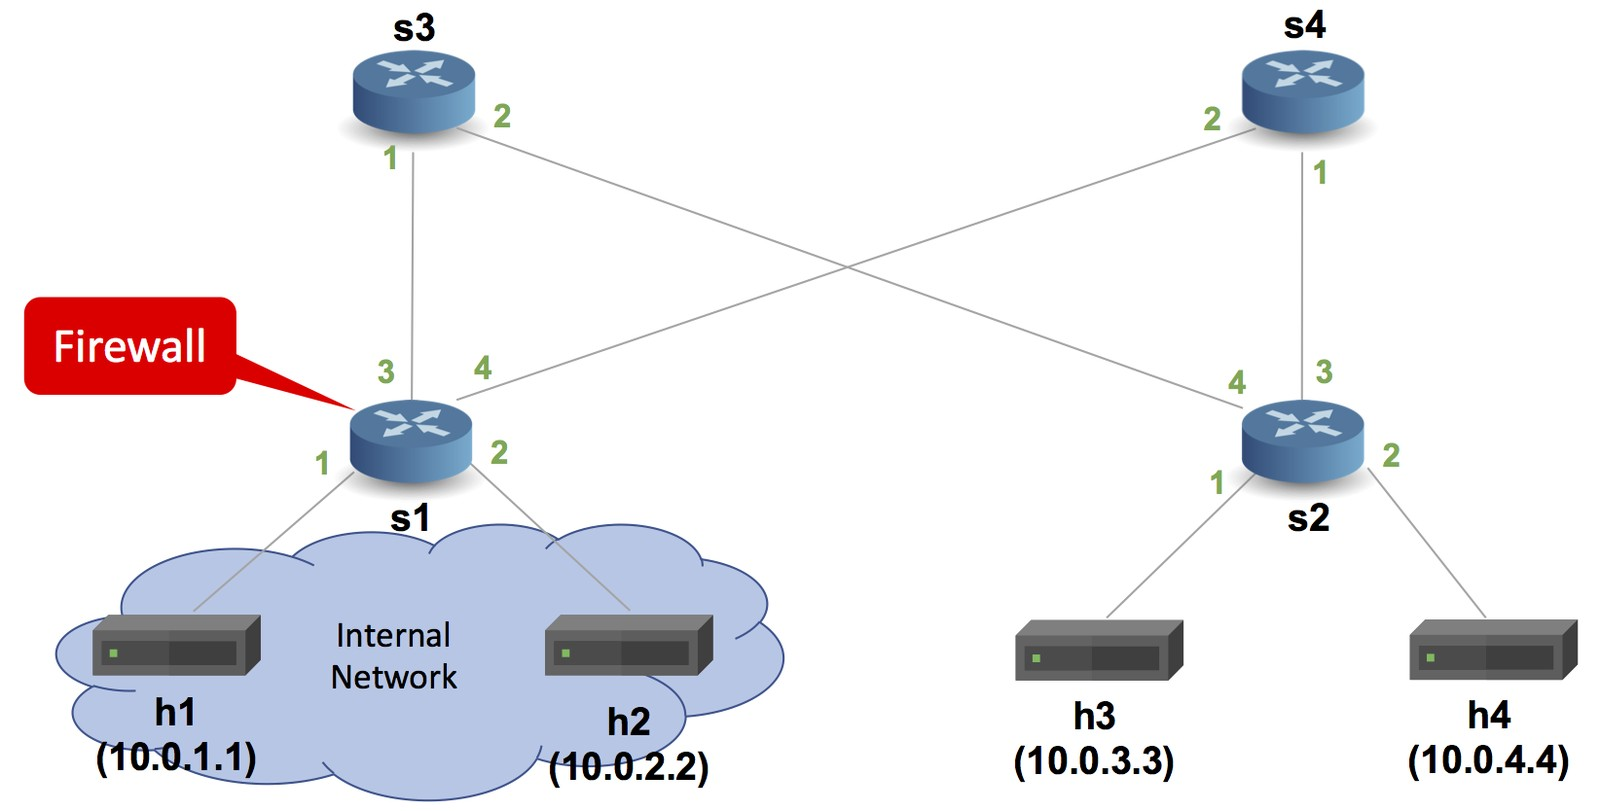 s3
s4
2
2
1
1
Firewall
3
4
4
3
1
2
1
2
s1
s2
Internal
Network
h1
(10.0.1.1)
h2
(10.0.2.2)
h3
(10.0.3.3)
h4
(10.0.4.4)